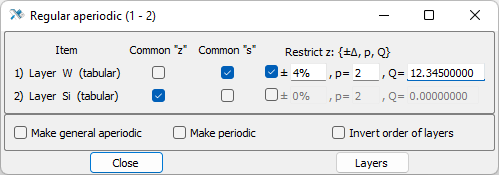 Regular aperiodic (1 - 2)
Item Common "z" Common "s" Restrict z: {±Δ, p, Q}
1) Layer W (tabular) ± 4% , p= 2 , Q= 12.34500000
2) Layer Si (tabular) ± 0% , p= 2 , Q= 0.00000000
Make general aperiodic Make periodic Invert order of layers
Close Layers